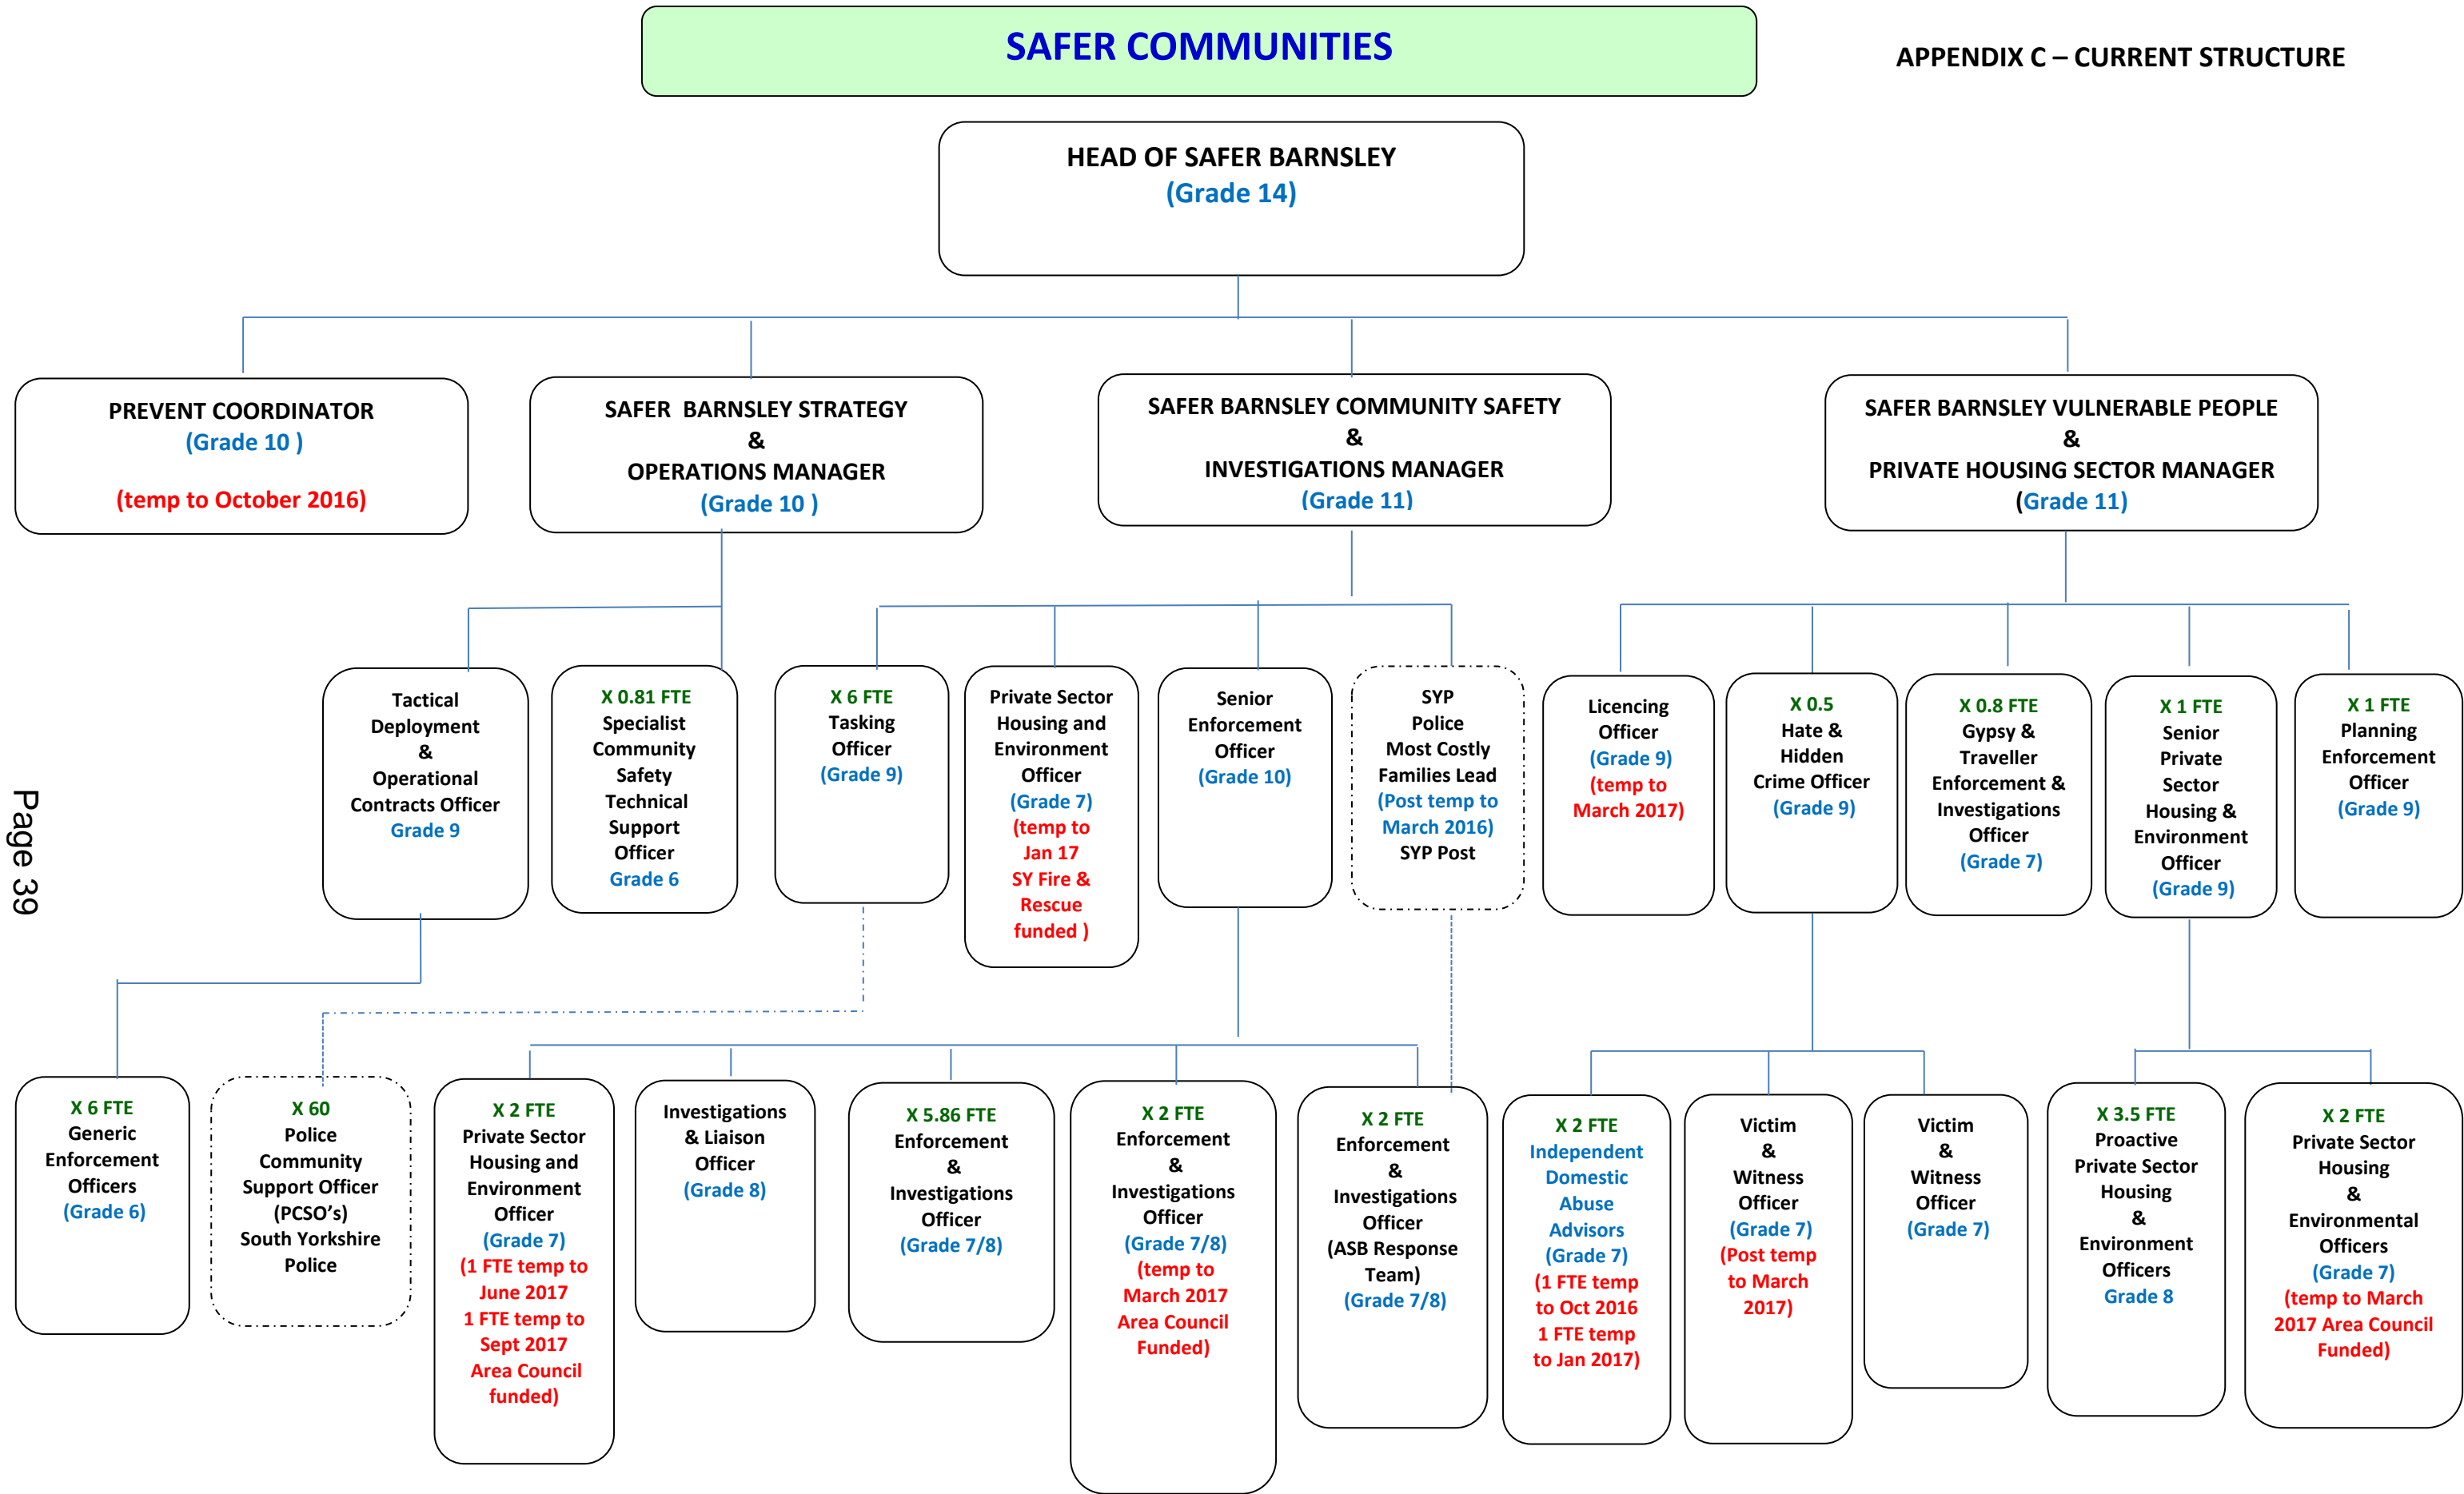 SAFER COMMUNITIES
APPENDIX C – CURRENT STRUCTURE
HEAD OF SAFER BARNSLEY
(Grade 14)
PREVENT COORDINATOR
(Grade 10 )
(temp to October 2016)
SAFER BARNSLEY STRATEGY
&
OPERATIONS MANAGER
(Grade 10 )
SAFER BARNSLEY COMMUNITY SAFETY
&
INVESTIGATIONS MANAGER
(Grade 11)
SAFER BARNSLEY VULNERABLE PEOPLE
&
PRIVATE HOUSING SECTOR MANAGER
(Grade 11)
Tactical
Deployment
&
Operational
Contracts Officer
Grade 9
X 0.81 FTE
Specialist
Community
Safety
Technical
Support
Officer
Grade 6
X 6 FTE
Tasking
Officer
(Grade 9)
Private Sector
Housing and
Environment
Officer
(Grade 7)
(temp to
Jan 17
SY Fire &
Rescue
funded )
Senior
Enforcement
Officer
(Grade 10)
SYP
Police
Most Costly
Families Lead
(Post temp to
March 2016)
SYP Post
Licencing
Officer
(Grade 9)
(temp to
March 2017)
X 0.5
Hate &
Hidden
Crime Officer
(Grade 9)
X 0.8 FTE
Gypsy &
Traveller
Enforcement &
Investigations
Officer
(Grade 7)
X 1 FTE
Senior
Private
Sector
Housing &
Environment
Officer
(Grade 9)
X 1 FTE
Planning
Enforcement
Officer
(Grade 9)
Page 39
X 6 FTE
Generic
Enforcement
Officers
(Grade 6)
X 60
Police
Community
Support Officer
(PCSO's)
South Yorkshire
Police
X 2 FTE
Private Sector
Housing and
Environment
Officer
(Grade 7)
(1 FTE temp to
June 2017
1 FTE temp to
Sept 2017
Area Council
funded)
Investigations
& Liaison
Officer
(Grade 8)
X 5.86 FTE
Enforcement
&
Investigations
Officer
(Grade 7/8)
X 2 FTE
Enforcement
&
Investigations
Officer
(Grade 7/8)
(temp to
March 2017
Area Council
Funded)
X 2 FTE
Enforcement
&
Investigations
Officer
(ASB Response
Team)
(Grade 7/8)
X 2 FTE
Independent
Domestic
Abuse
Advisors
(Grade 7)
(1 FTE temp
to Oct 2016
1 FTE temp
to Jan 2017)
Victim
&
Witness
Officer
(Grade 7)
(Post temp
to March
2017)
Victim
&
Witness
Officer
(Grade 7)
X 3.5 FTE
Proactive
Private Sector
Housing
&
Environment
Officers
Grade 8
X 2 FTE
Private Sector
Housing
&
Environmental
Officers
(Grade 7)
(temp to March
2017 Area Council
Funded)